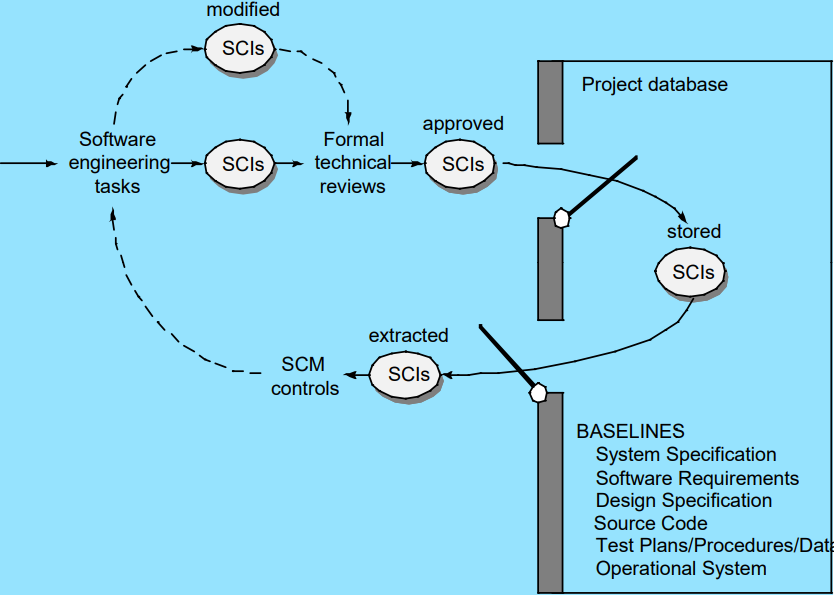 modified
SCIs
Project database
approved
Software
engineering
tasks
SCIs
Formal
technical
reviews
SCIs
stored
SCIs
extracted
SCIs
SCM
controls
BASELINES
System Specification
Software Requirements
Design Specification
Source Code
Test Plans/Procedures/Data
Operational System